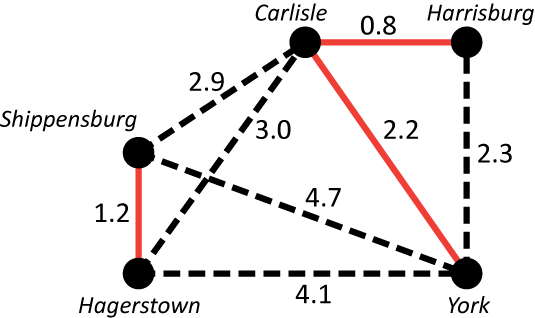 Carlisle
Harrisburg
0.8
2.9
Shippensburg
3.0
2.2
2.3
4.7
1.2
4.1
Hagerstown
York